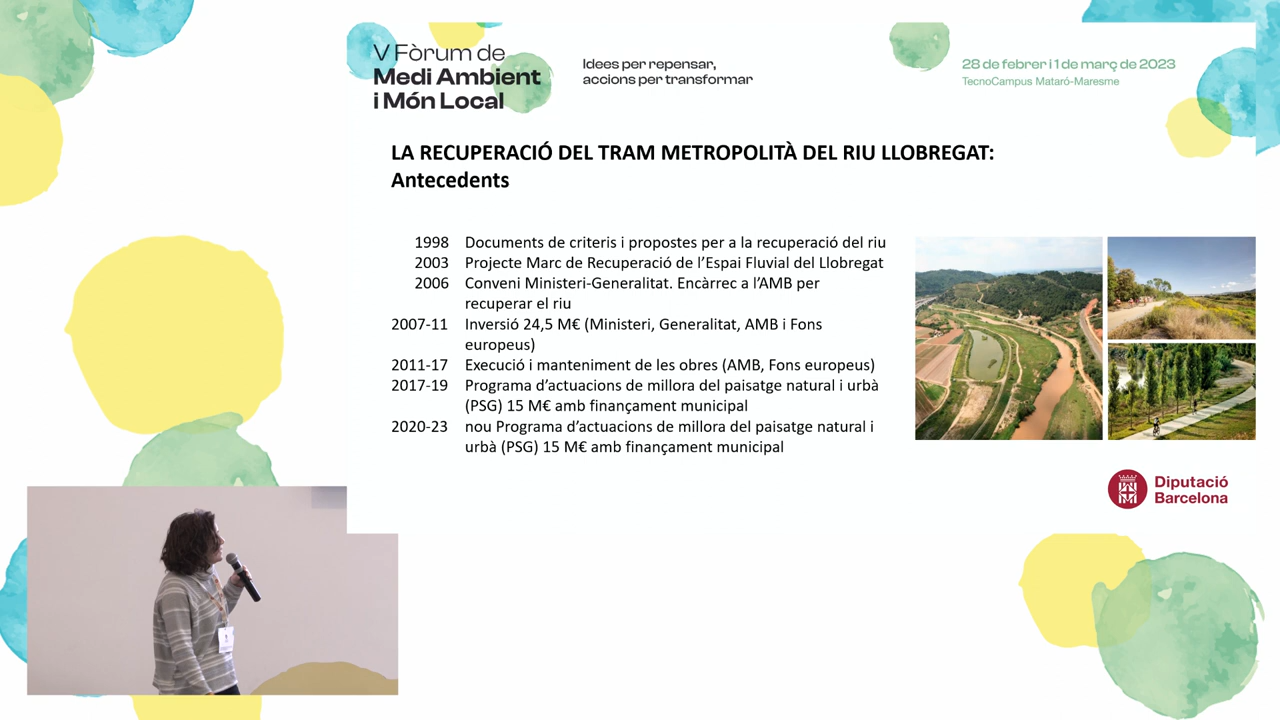 V Fòrum de
Medi Ambient
i Món Local
Idees per repensar,
accions per transformar
28 de febrer i 1 de març de 2023
TecnoCampus Mataró-Maresme
LA RECUPERACIÓ DEL TRAM METROPOLITÀ DEL RIU LLOBREGAT:
Antecedents
1998 Documents de criteris i propostes per a la recuperació del riu
2003 Projecte Marc de Recuperació de l'Espai Fluvial del Llobregat
2006 Conveni Ministeri-Generalitat. Encàrrec a l'AMB per
recuperar el riu
2007-11 Inversió 24,5 M€ (Ministeri, Generalitat, AMB i Fons
europeus)
2011-17 Execució i manteniment de les obres (AMB, Fons europeus)
2017-19 Programa d'actuacions de millora del paisatge natural i urbà
(PSG) 15 M€ amb finançament municipal
2020-23 nou Programa d'actuacions de millora del paisatge natural i
urbà (PSG) 15 M€ amb finançament municipal
Diputació
Barcelona